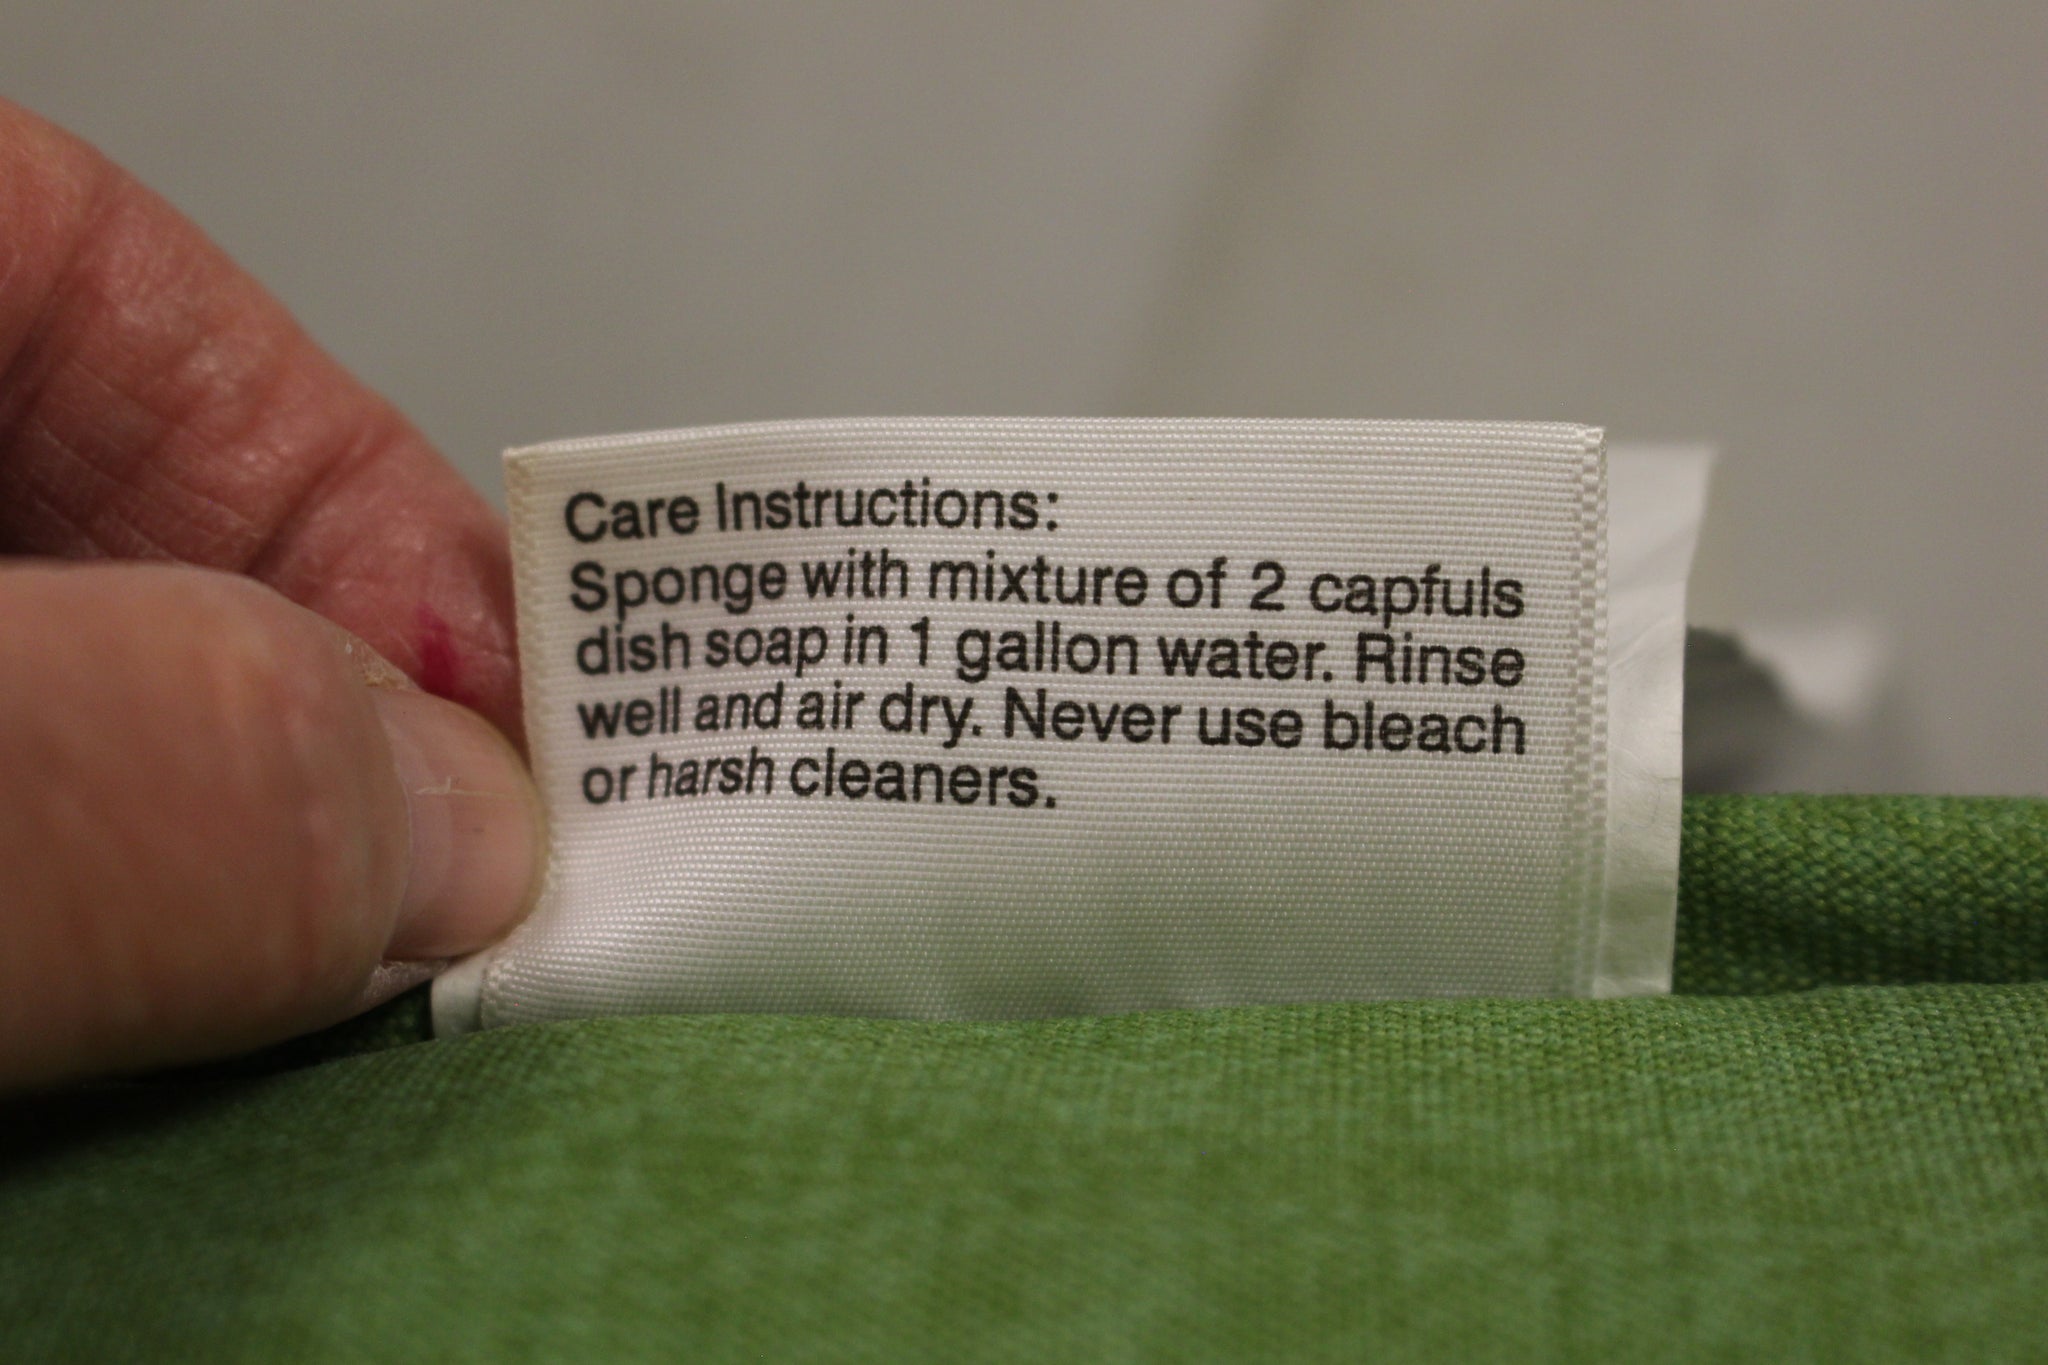 Care Instructions:
Sponge with mixture of 2 capfuls
dish soap in 1 gallon water. Rinse
well and air dry. Never use bleach
or harsh cleaners.